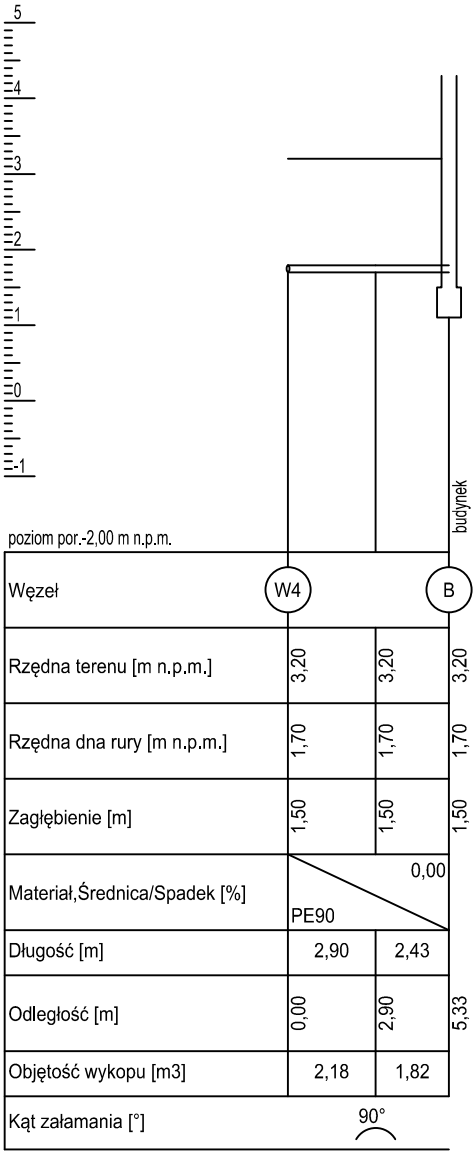 5
4
3
2
1
0
-1
budynek
poziom por.-2,00 m n.p.m.
Węzeł W4 B
Rzędna terenu [m n.p.m.] 3,20 3,20 3,20
Rzędna dna rury [m n.p.m.] 1,70 1,70 1,70
Zagłębienie [m] 1,50 1,50 1,50
Materiał,Średnica/Spadek [%] PE90 0,00
Długość [m] 2,90 2,43
Odległość [m] 0,00 2,90 5,33
Objętość wykopu [m3] 2,18 1,82
Kąt załamania [°] 90°